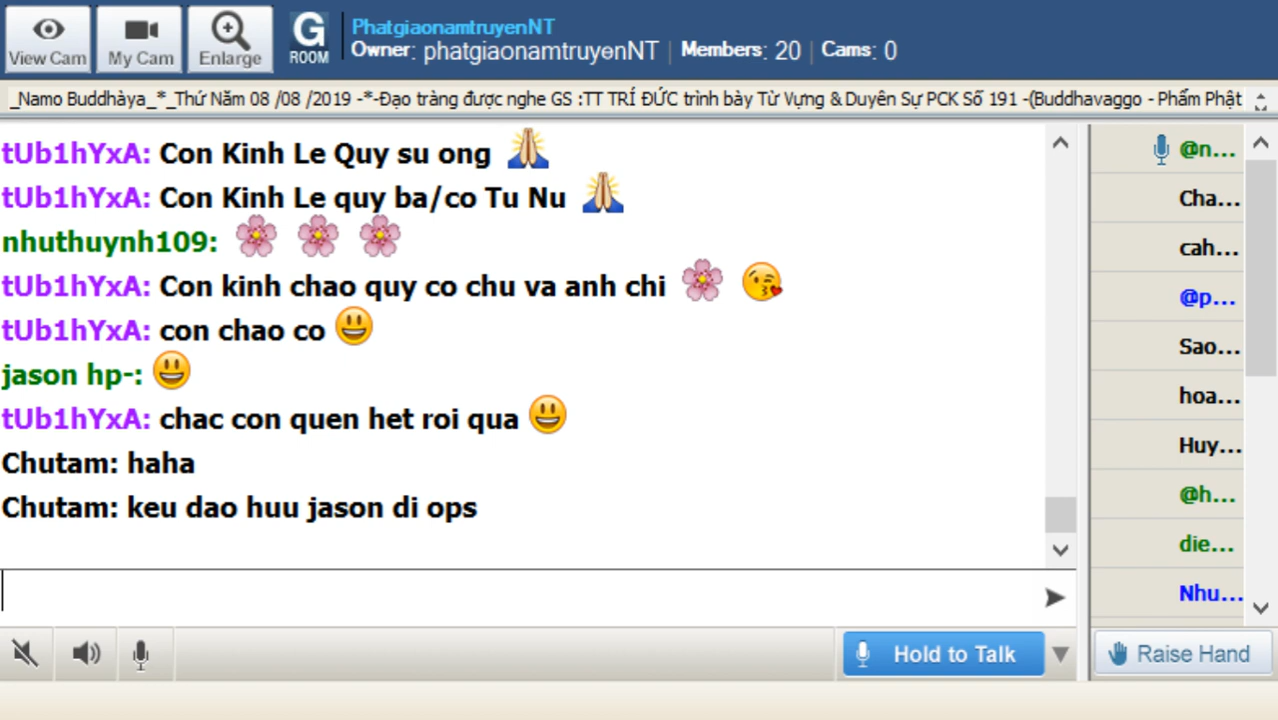 View Cam
My Cam
Enlarge
G
ROOM
PhatgiaonamtruyenNT
Owner: phatgiaonamtruyenNT | Members: 20 | Cams: 0
_Namo Buddhàya_*_Thứ Năm 08 /08 /2019 -*-Đạo tràng được nghe GS :TT TRÍ ĐỨC trình bày Từ Vựng & Duyên Sự PCK Số 191 -(Buddhavaggo - Phẩm Phật
tUb1hYxA: Con Kinh Le Quy su ong 🙏
tUb1hYxA: Con Kinh Le quy ba/co Tu Nu 🙏
nhuthuynh109: 🌸 🌸 🌸
tUb1hYxA: Con kinh chao quy co chu va anh chi 🌸 😘
tUb1hYxA: con chao co 😃
jason hp-: 😃
tUb1hYxA: chac con quen het roi qua 😃
Chutam: haha
Chutam: keu dao huu jason di ops
@n...
Cha...
cah...
@p...
Sao...
hoa...
Huy...
@h...
die...
Nhu...
Hold to Talk
Raise Hand